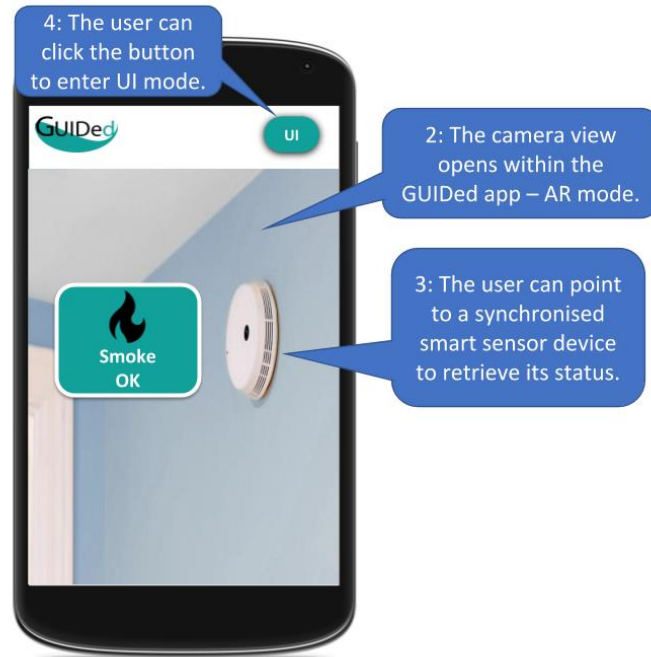 4: The user can
click the button
to enter UI mode.
GUIDed
UI
2: The camera view
opens within the
GUIDed app – AR mode.
3: The user can point
to a synchronised
smart sensor device
to retrieve its status.
Smoke
OK